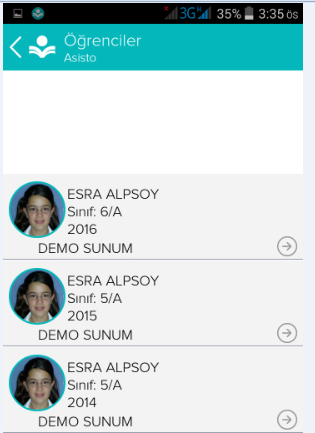 3G H 35% 3:35 ös
Öğrenciler
Asisto
ESRA ALPSOY
Sınıf: 6/A
2016
DEMO SUNUM
ESRA ALPSOY
Sınıf: 5/A
2015
DEMO SUNUM
ESRA ALPSOY
Sınıf: 5/A
2014
DEMO SUNUM